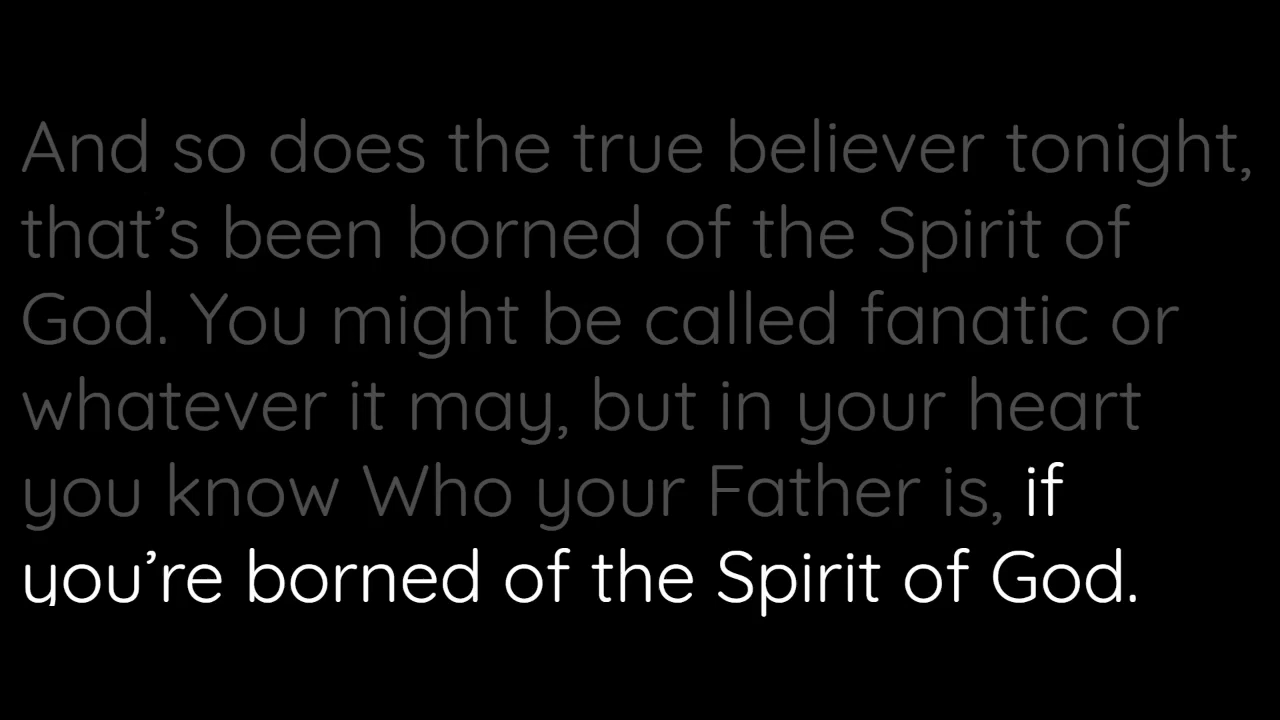 And so does the true believer tonight,
that’s been borned of the Spirit of
God. You might be called fanatic or
whatever it may, but in your heart
you know Who your Father is, if
you’re borned of the Spirit of God.